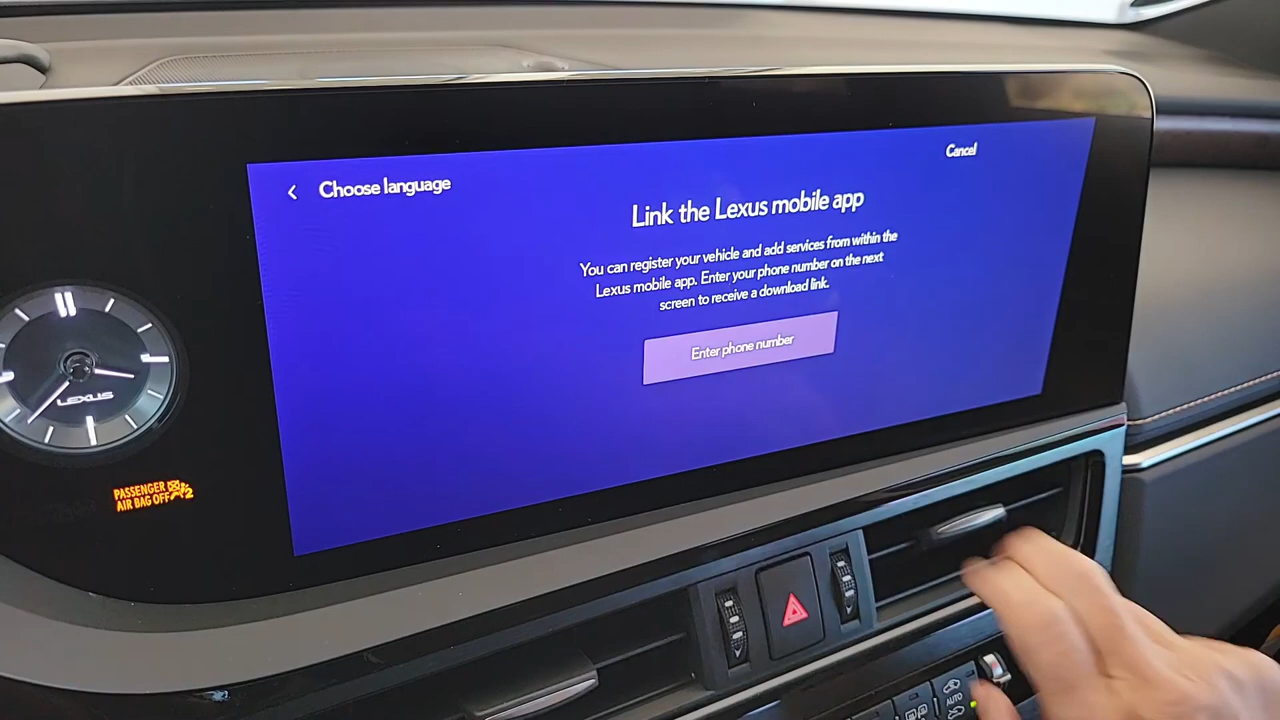 Cancel
Choose language
Link the Lexus mobile app
You can register your vehicle and add services from within the
Lexus mobile app. Enter your phone number on the next
screen to receive a download link.
Enter phone number
LEXUS
PASSENGER
AIR BAG OFF 2
AUTO